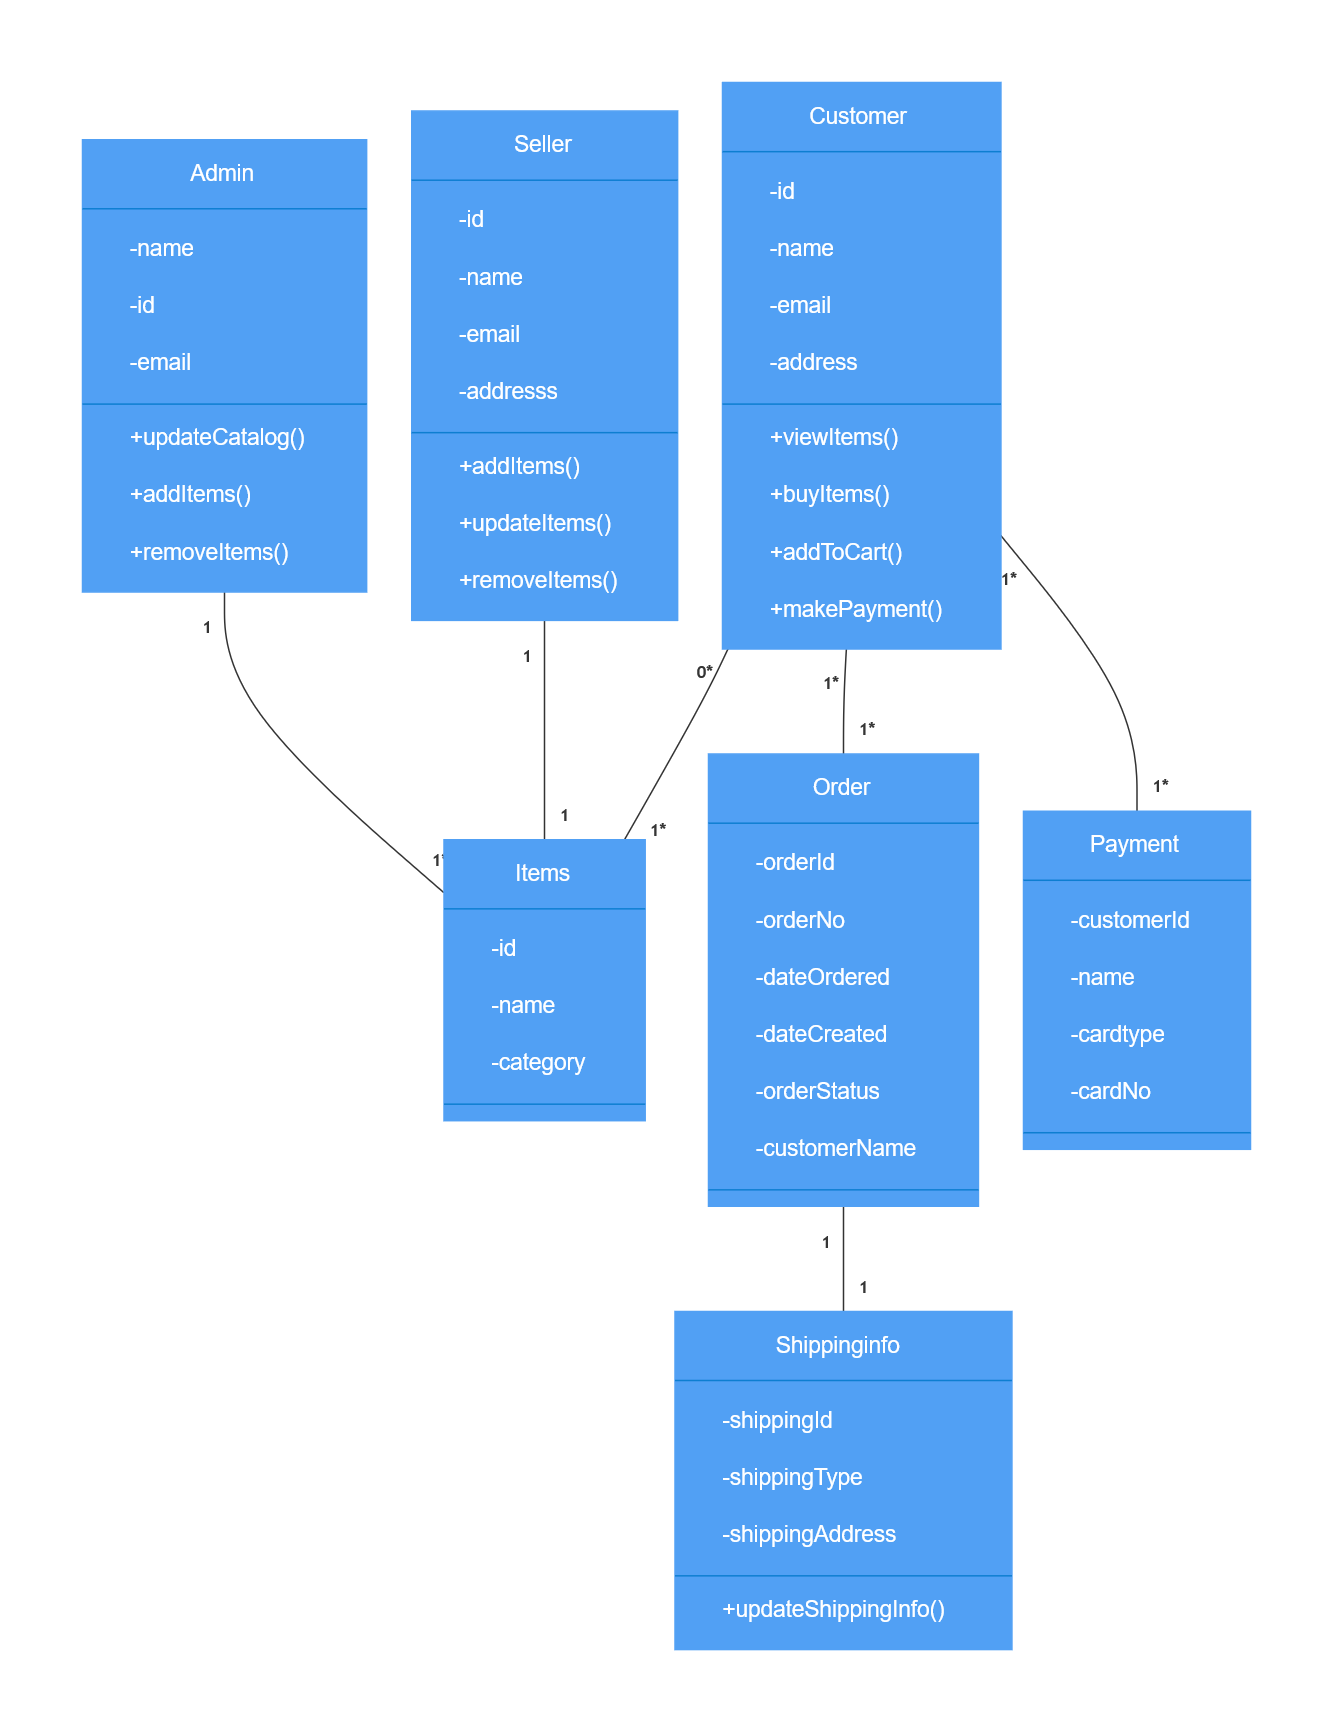 Admin
-name
-id
-email
+updateCatalog()
+addItems()
+removeItems()
Seller
-id
-name
-email
-addresss
+addItems()
+updateItems()
+removeItems()
Customer
-id
-name
-email
-address
+viewItems()
+buyItems()
+addToCart()
+makePayment()
1
1
0*
1*
1*
1*
1
1*
1*
1*
Items
-id
-name
-category
Order
-orderId
-orderNo
-dateOrdered
-dateCreated
-orderStatus
-customerName
Payment
-customerId
-name
-cardtype
-cardNo
1
1
Shippinginfo
-shippingId
-shippingType
-shippingAddress
+updateShippingInfo()